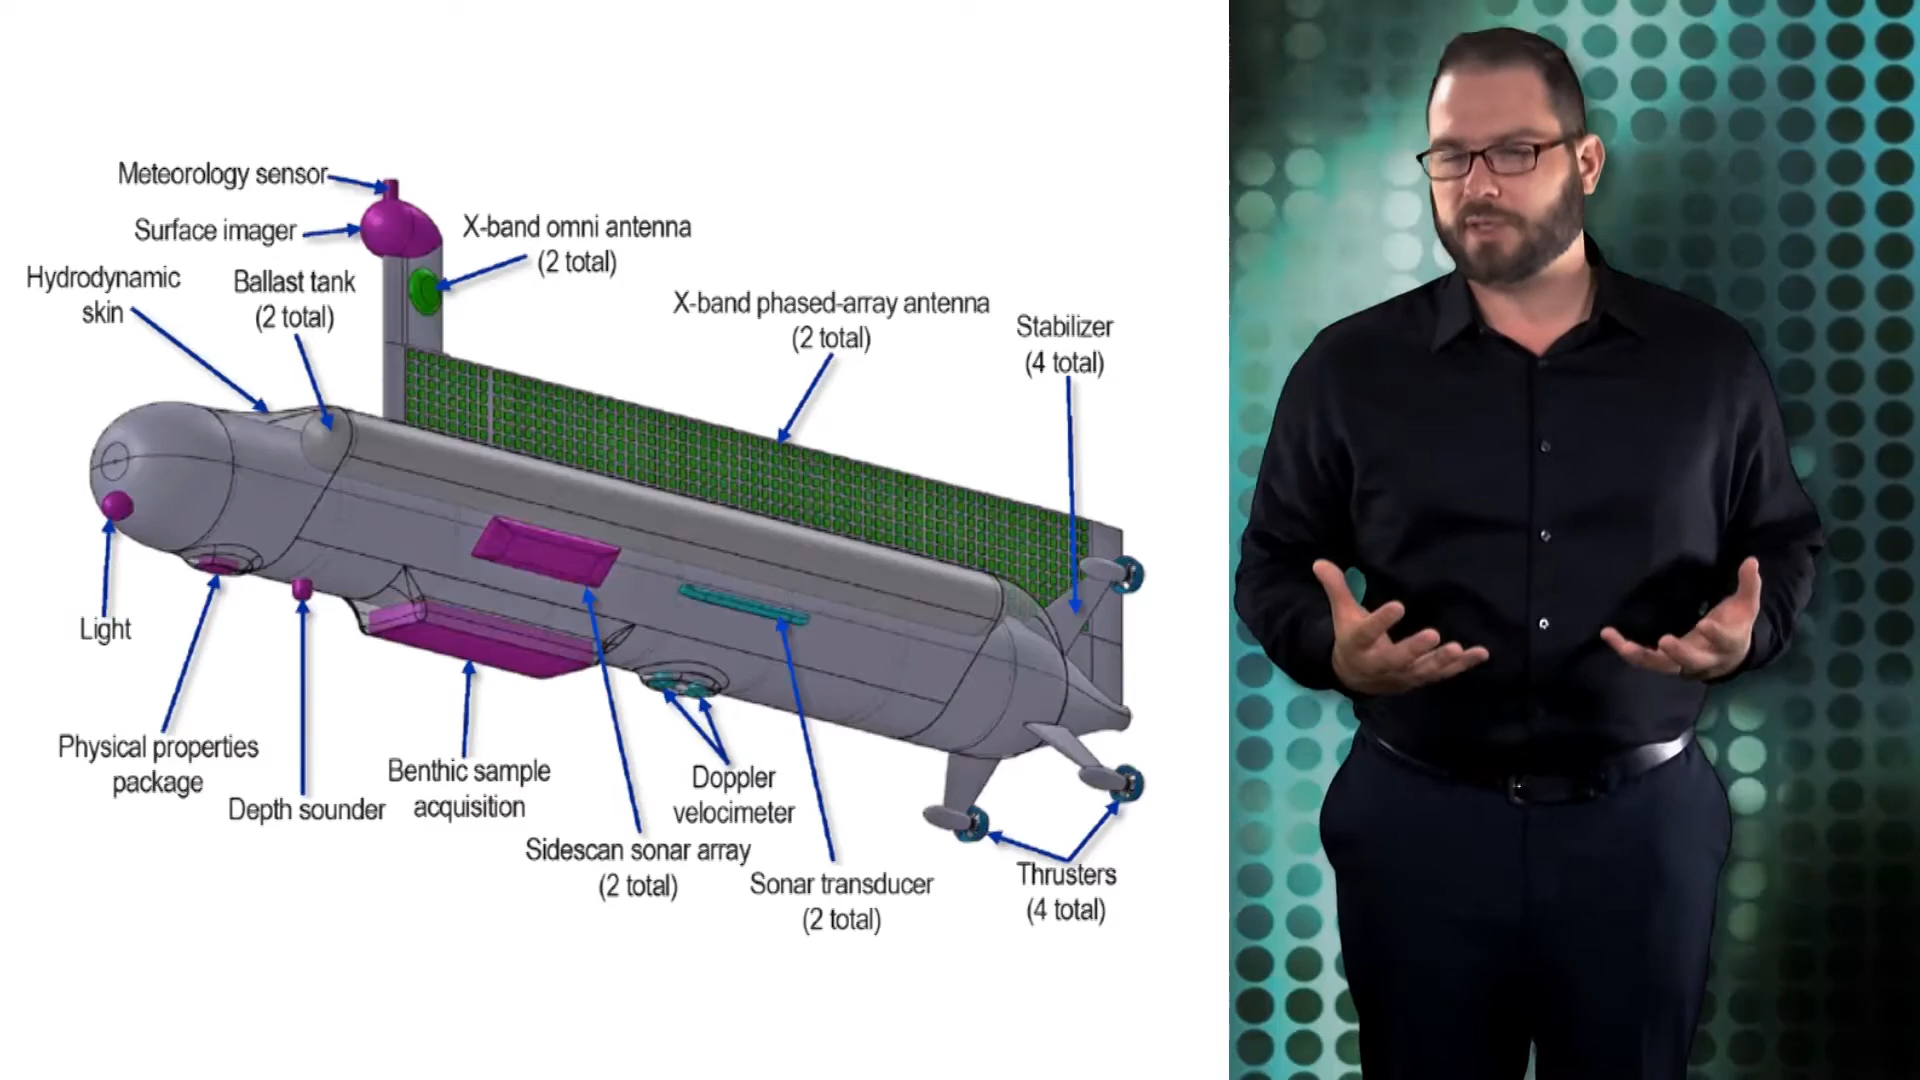 Meteorology sensor
Surface imager
X-band omni antenna
(2 total)
Hydrodynamic
skin
Ballast tank
(2 total)
X-band phased-array antenna
(2 total)
Stabilizer
(4 total)
Light
Physical properties
package
Depth sounder
Benthic sample
acquisition
Sidescan sonar array
(2 total)
Doppler
velocimeter
Sonar transducer
(2 total)
Thrusters
(4 total)